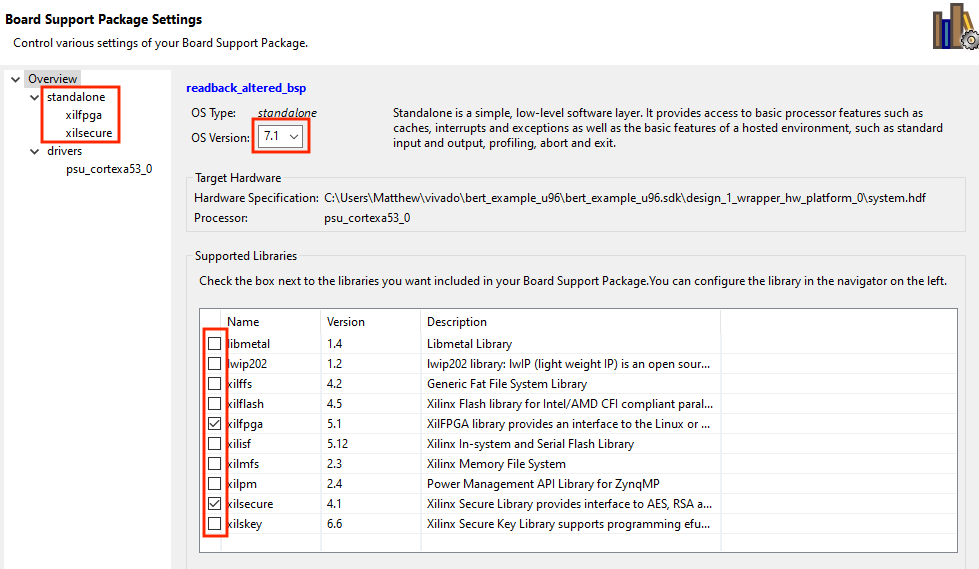 Board Support Package Settings
Control various settings of your Board Support Package.
Overview
standalone
xilfpga
xilsecure
drivers
psu_cortexa53_0
readback_altered_bsp
OS Type: standalone
OS Version: 7.1
Standalone is a simple, low-level software layer. It provides access to basic processor features such as
caches, interrupts and exceptions as well as the basic features of a hosted environment, such as standard
input and output, profiling, abort and exit.
Target Hardware
Hardware Specification: C:\Users\Matthew\vivado\bert_example_u96\bert_example_u96.sdk\design_1_wrapper_hw_platform_0\system.hdf
Processor: psu_cortexa53_0
Supported Libraries
Check the box next to the libraries you want included in your Board Support Package.You can configure the library in the navigator on the left.
Name Version Description
libmetal 1.4 Libmetal Library
lwip202 1.2 lwip202 library: lwIP (light weight IP) is an open sour...
xilffs 4.2 Generic Fat File System Library
xilflash 4.5 Xilinx Flash library for Intel/AMD CFI compliant paral...
xilfpga 5.1 XilFPGA library provides an interface to the Linux or ...
xilisf 5.12 Xilinx In-system and Serial Flash Library
xilmfs 2.3 Xilinx Memory File System
xilpm 2.4 Power Management API Library for ZynqMP
xilsecure 4.1 Xilinx Secure Library provides interface to AES, RSA a...
xilskey 6.6 Xilinx Secure Key Library supports programming efu...